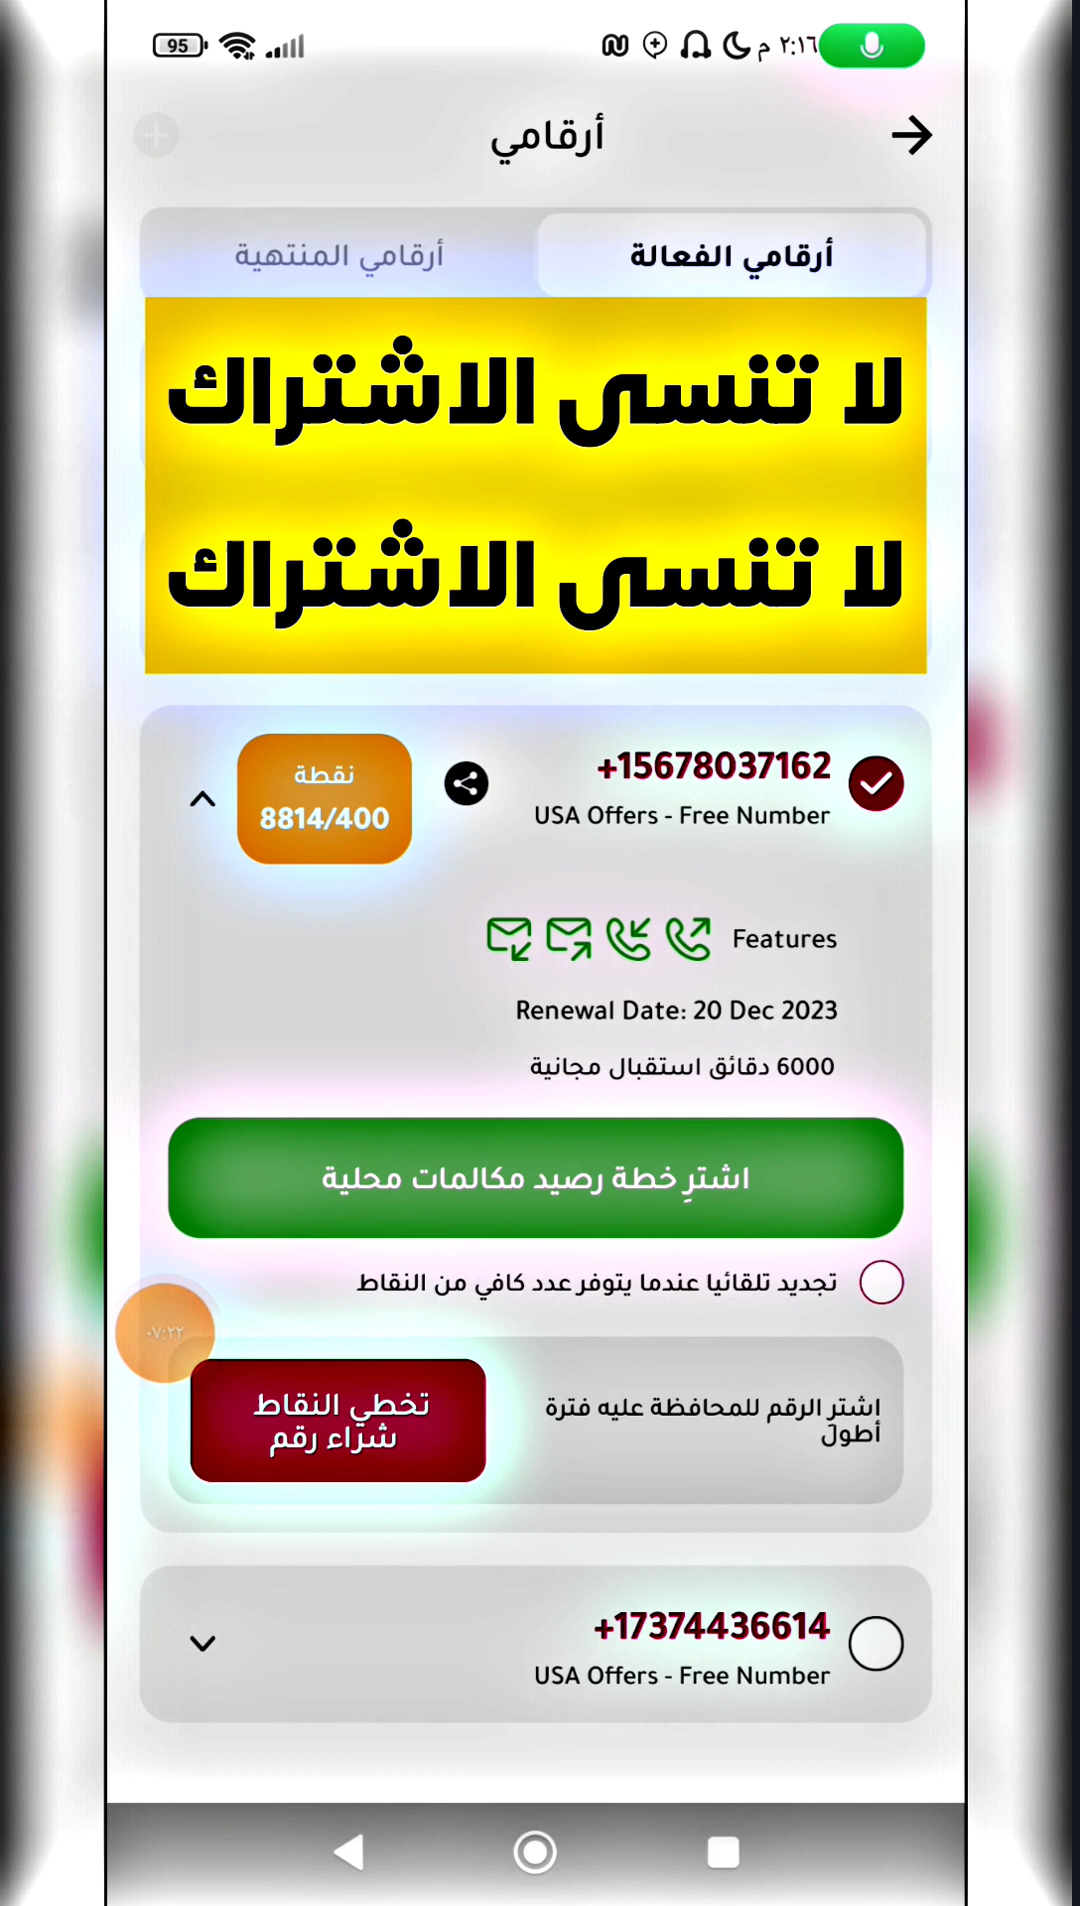 95
٢:١٦ م
أرقامي
أرقامي الفعالة
أرقامي المنتهية
لا تنسى الاشتراك
لا تنسى الاشتراك
+15678037162
USA Offers - Free Number
نقطة
8814/400
Features
Renewal Date: 20 Dec 2023
6000 دقائق استقبال مجانية
اشترِ خطة رصيد مكالمات محلية
تجديد تلقائيا عندما يتوفر عدد كافي من النقاط
٠٧:٢٢
اشترِ الرقم للمحافظة عليه فترة
أطول
تخطي النقاط
شراء رقم
+17374436614
USA Offers - Free Number